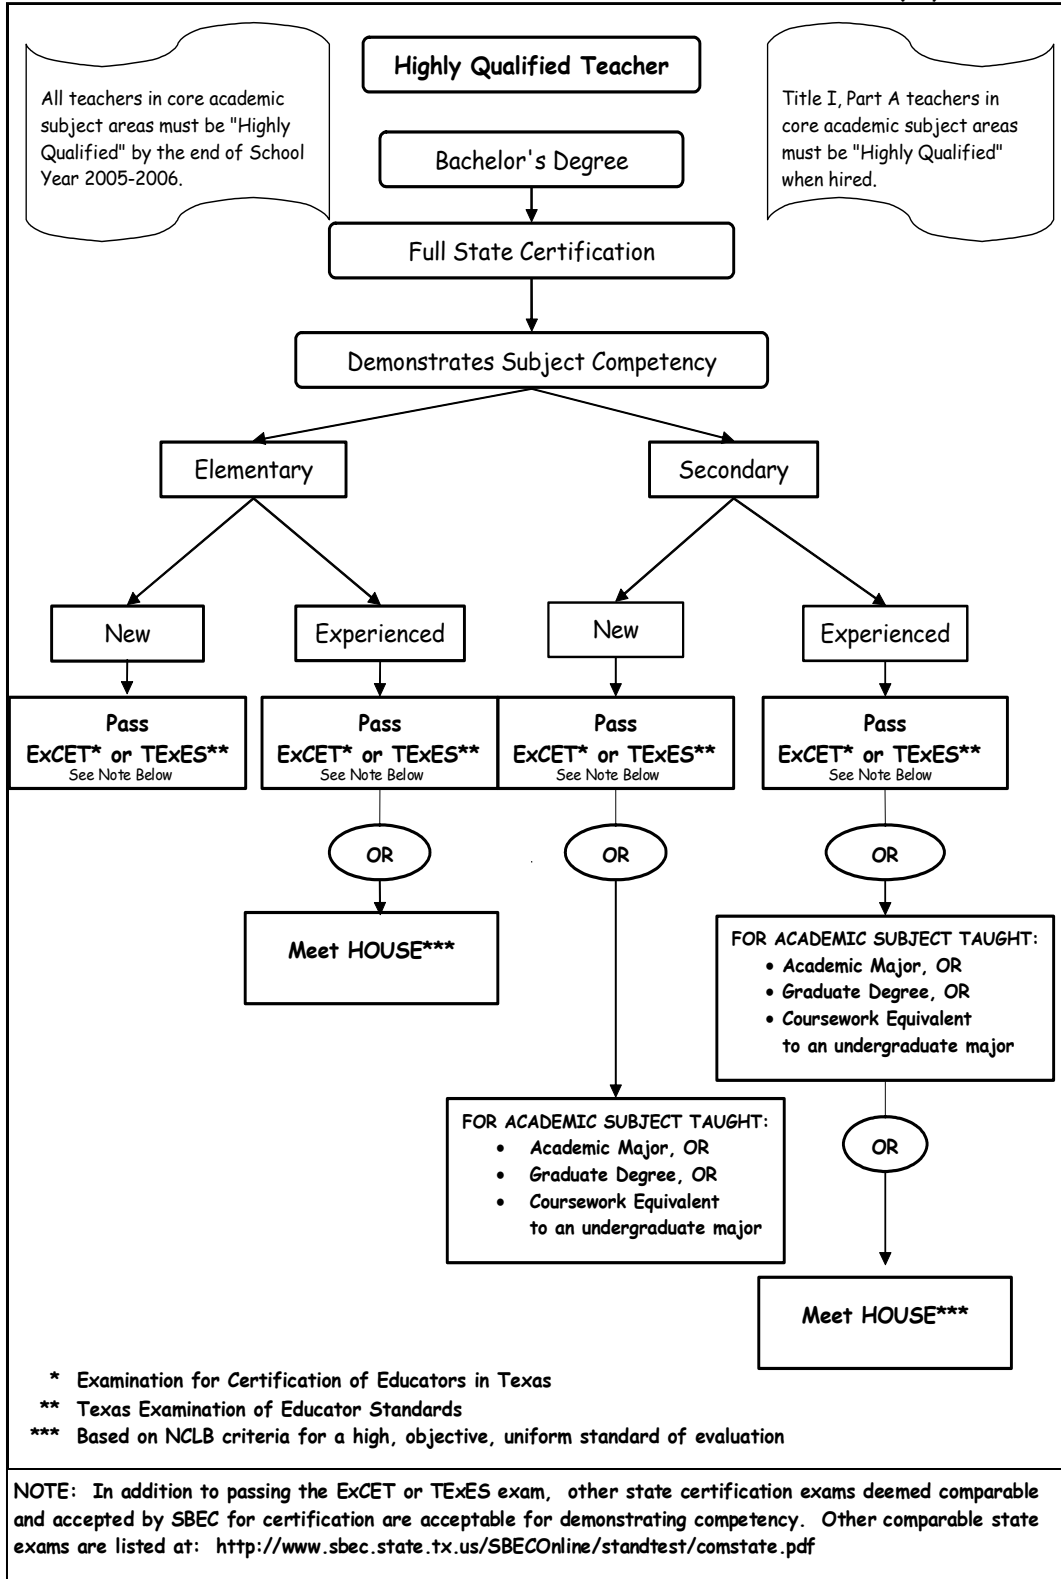 Highly Qualified Teacher
All teachers in core academic
subject areas must be "Highly
Qualified" by the end of School
Year 2005-2006.
Title I, Part A teachers in
core academic subject areas
must be "Highly Qualified"
when hired.
Bachelor's Degree
Full State Certification
Demonstrates Subject Competency
Elementary
Secondary
New
Experienced
New
Experienced
Pass
ExCET* or TExES**
See Note Below
Pass
ExCET* or TExES**
See Note Below
Pass
ExCET* or TExES**
See Note Below
Pass
ExCET* or TExES**
See Note Below
OR
OR
OR
Meet HOUSE***
FOR ACADEMIC SUBJECT TAUGHT:
• Academic Major, OR
• Graduate Degree, OR
• Coursework Equivalent
to an undergraduate major
FOR ACADEMIC SUBJECT TAUGHT:
• Academic Major, OR
• Graduate Degree, OR
• Coursework Equivalent
to an undergraduate major
OR
Meet HOUSE***
* Examination for Certification of Educators in Texas
** Texas Examination of Educator Standards
*** Based on NCLB criteria for a high, objective, uniform standard of evaluation
NOTE: In addition to passing the ExCET or TExES exam, other state certification exams deemed comparable
and accepted by SBEC for certification are acceptable for demonstrating competency. Other comparable state
exams are listed at: http://www.sbec.state.tx.us/SBECOnline/standtest/comstate.pdf